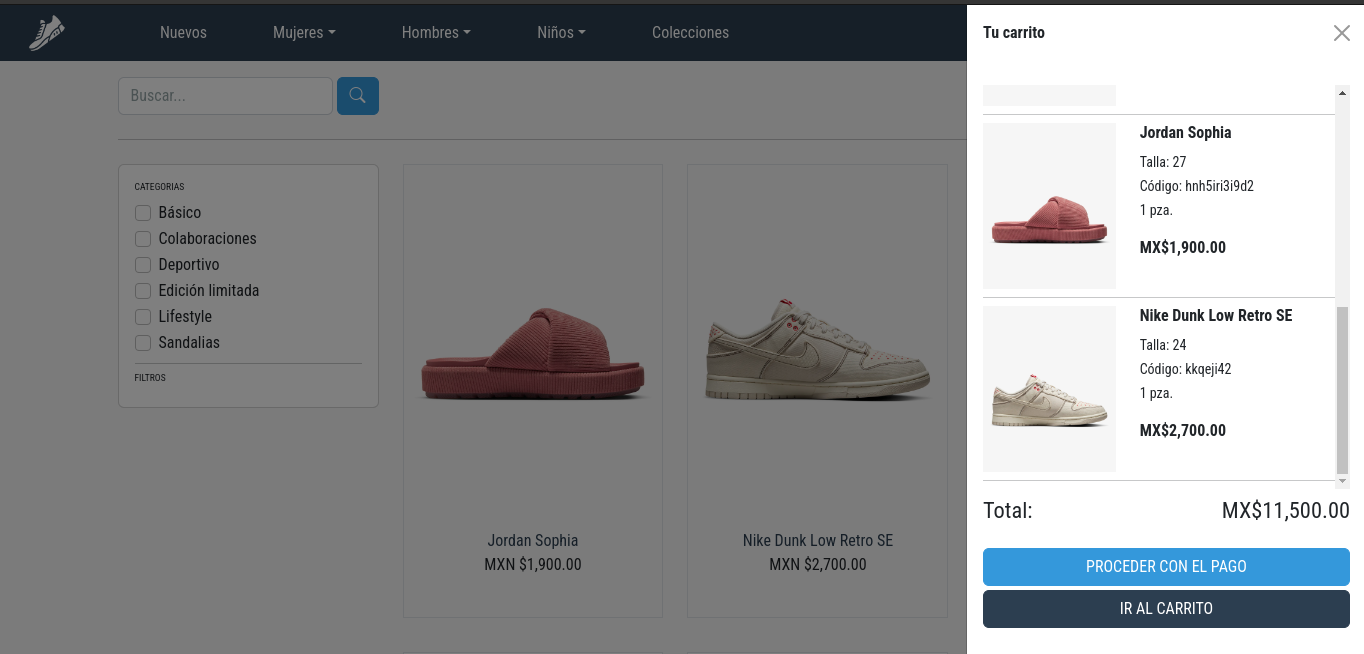 Nuevos
Mujeres
Hombres
Niños
Colecciones
Buscar...
CATEGORIAS
Básico
Colaboraciones
Deportivo
Edición limitada
Lifestyle
Sandalias
FILTROS
Jordan Sophia
MXN $1,900.00
Nike Dunk Low Retro SE
MXN $2,700.00
Tu carrito
Jordan Sophia
Talla: 27
Código: hnh5iri3i9d2
1 pza.
MX$1,900.00
Nike Dunk Low Retro SE
Talla: 24
Código: kkqeji42
1 pza.
MX$2,700.00
Total: MX$11,500.00
PROCEDER CON EL PAGO
IR AL CARRITO